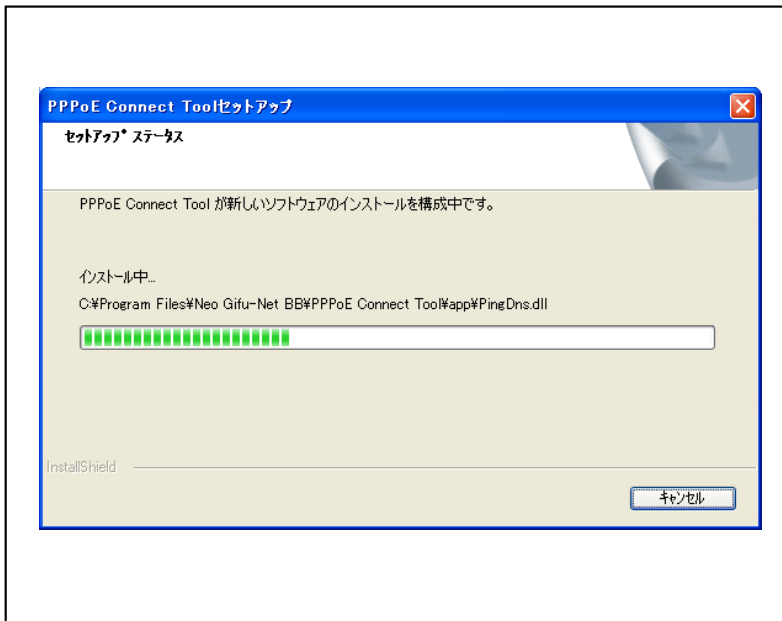 PPPoE Connect Toolセットアップ
セットアップ ステータス
PPPoE Connect Tool が新しいソフトウェアのインストールを構成中です。
インストール中...
C:¥Program Files¥Neo Gifu-Net BB¥PPPoE Connect Tool¥app¥PingDns.dll
InstallShield
キャンセル